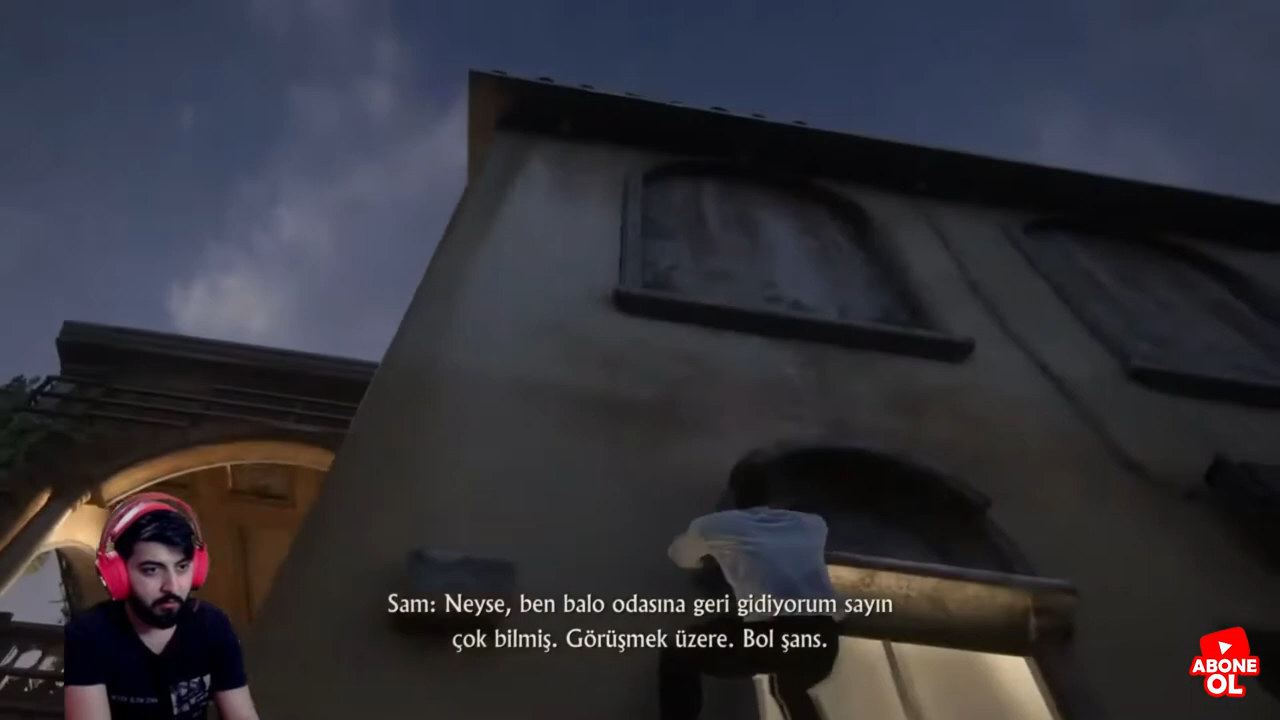 Sam: Neyse, ben balo odasına geri gidiyorum sayın
çok bilmiş. Görüşmek üzere. Bol şans.
ABONE
OL